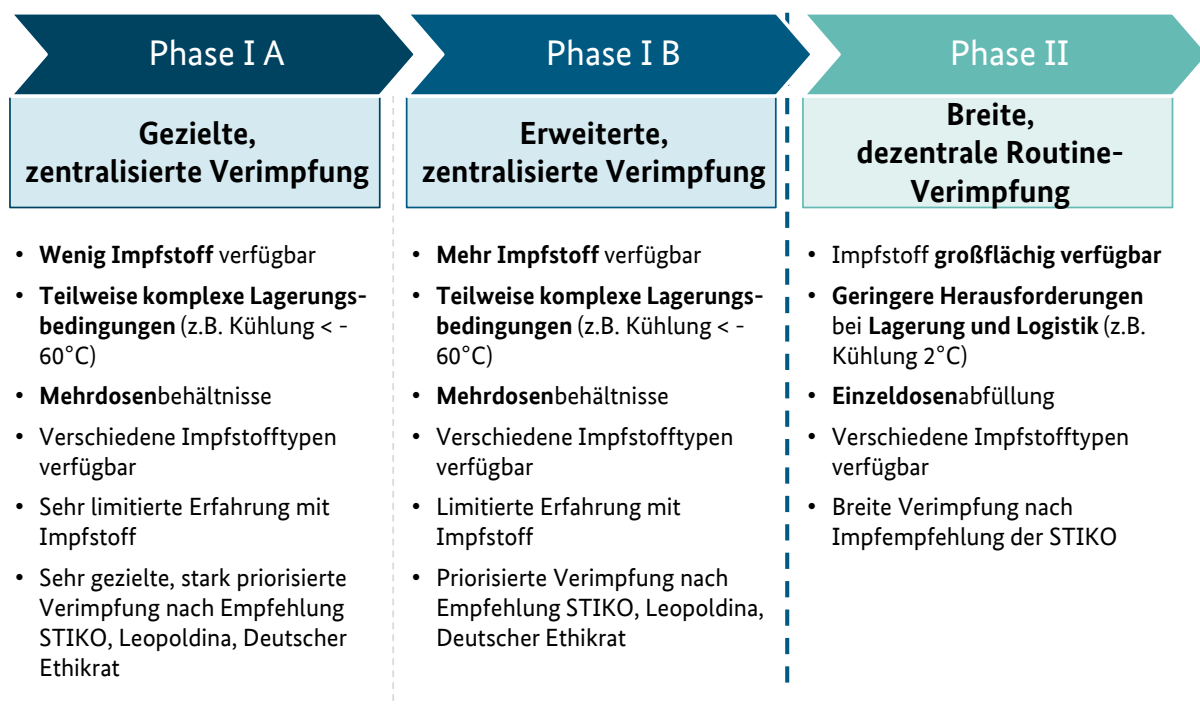 Phase I A
Gezielte,
zentralisierte Verimpfung
• Wenig Impfstoff verfügbar
• Teilweise komplexe Lagerungs-
bedingungen (z.B. Kühlung < -
60°C)
• Mehrdosenbehältnisse
• Verschiedene Impfstofftypen
verfügbar
• Sehr limitierte Erfahrung mit
Impfstoff
• Sehr gezielte, stark priorisierte
Verimpfung nach Empfehlung
STIKO, Leopoldina, Deutscher
Ethikrat
Phase I B
Erweiterte,
zentralisierte Verimpfung
• Mehr Impfstoff verfügbar
• Teilweise komplexe Lagerungs-
bedingungen (z.B. Kühlung < -
60°C)
• Mehrdosenbehältnisse
• Verschiedene Impfstofftypen
verfügbar
• Limitierte Erfahrung mit
Impfstoff
• Priorisierte Verimpfung nach
Empfehlung STIKO, Leopoldina,
Deutscher Ethikrat
Phase II
Breite,
dezentrale Routine-
Verimpfung
• Impfstoff großflächig verfügbar
• Geringere Herausforderungen
bei Lagerung und Logistik (z.B.
Kühlung 2°C)
• Einzeldosenabfüllung
• Verschiedene Impfstofftypen
verfügbar
• Breite Verimpfung nach
Impfempfehlung der STIKO